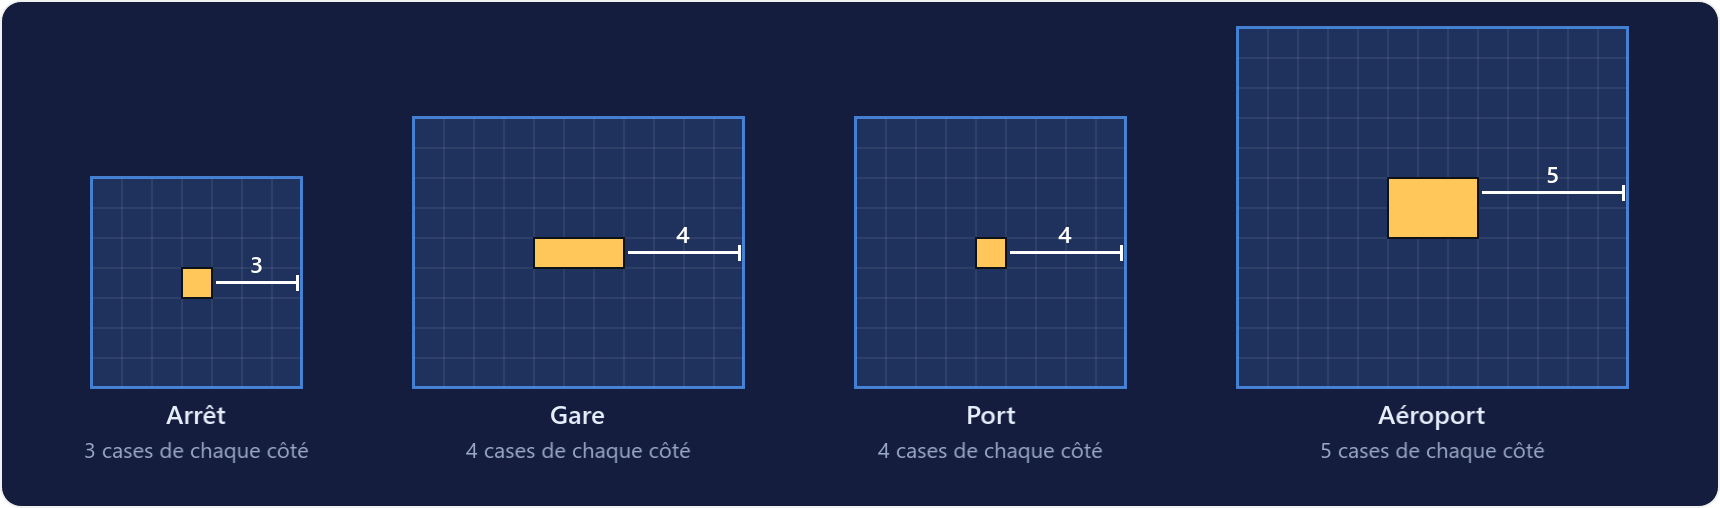 3
Arrêt
3 cases de chaque côté
4
Gare
4 cases de chaque côté
4
Port
4 cases de chaque côté
5
Aéroport
5 cases de chaque côté